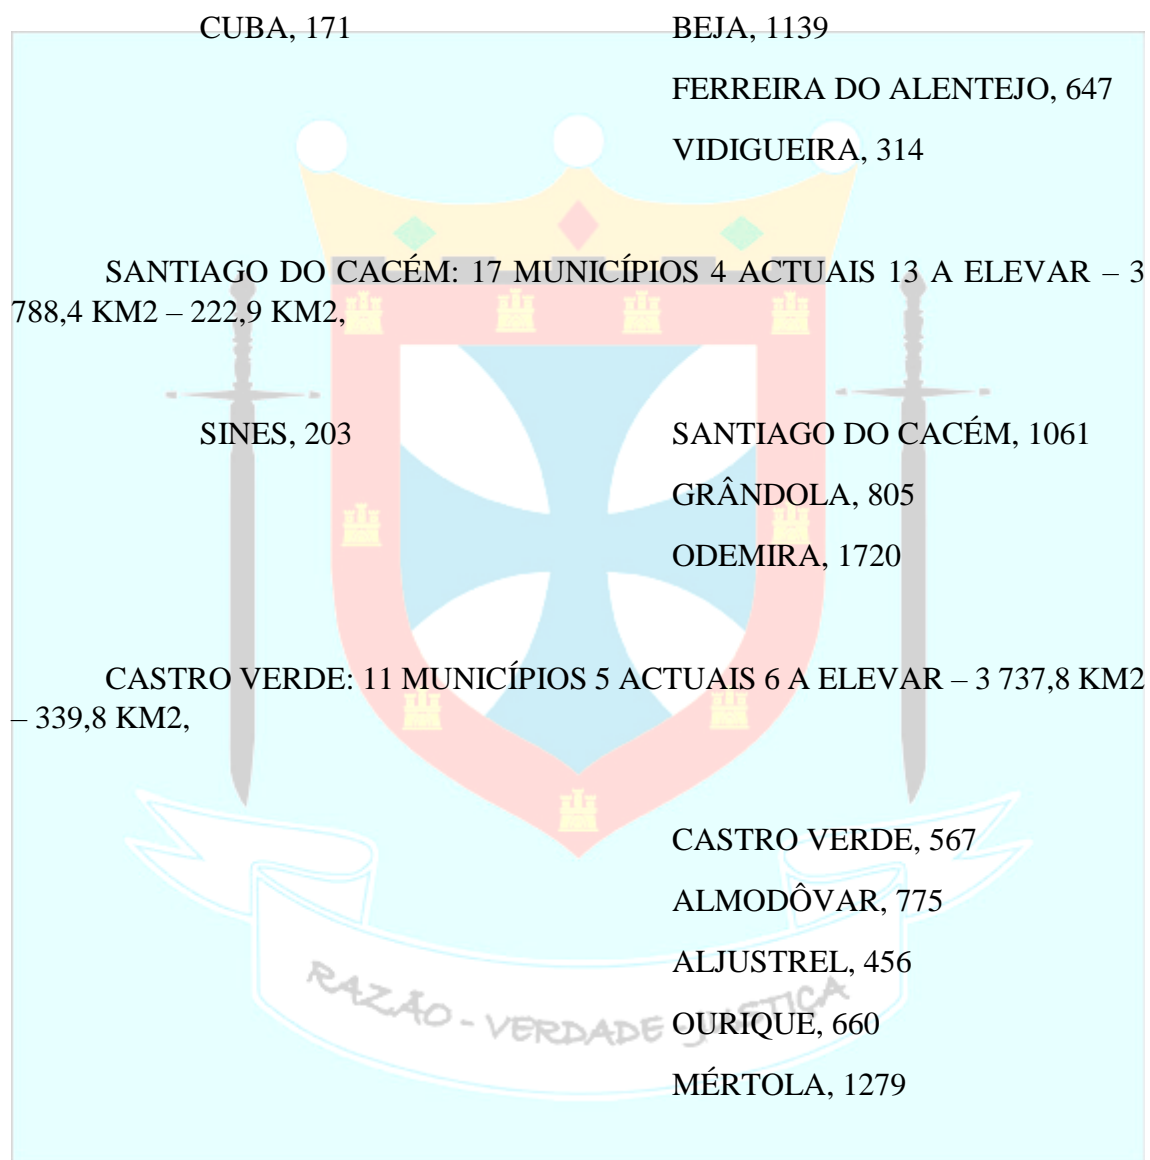 CUBA, 171 BEJA, 1139
FERREIRA DO ALENTEJO, 647
VIDIGUEIRA, 314
SANTIAGO DO CACÉM: 17 MUNICÍPIOS 4 ACTUAIS 13 A ELEVAR – 3
788,4 KM2 – 222,9 KM2,
SINES, 203 SANTIAGO DO CACÉM, 1061
GRÂNDOLA, 805
ODEMIRA, 1720
CASTRO VERDE: 11 MUNICÍPIOS 5 ACTUAIS 6 A ELEVAR – 3 737,8 KM2
– 339,8 KM2,
CASTRO VERDE, 567
ALMODÔVAR, 775
ALJUSTREL, 456
OURIQUE, 660
MÉRTOLA, 1279
RAZÃO - VERDADE - JUSTIÇA